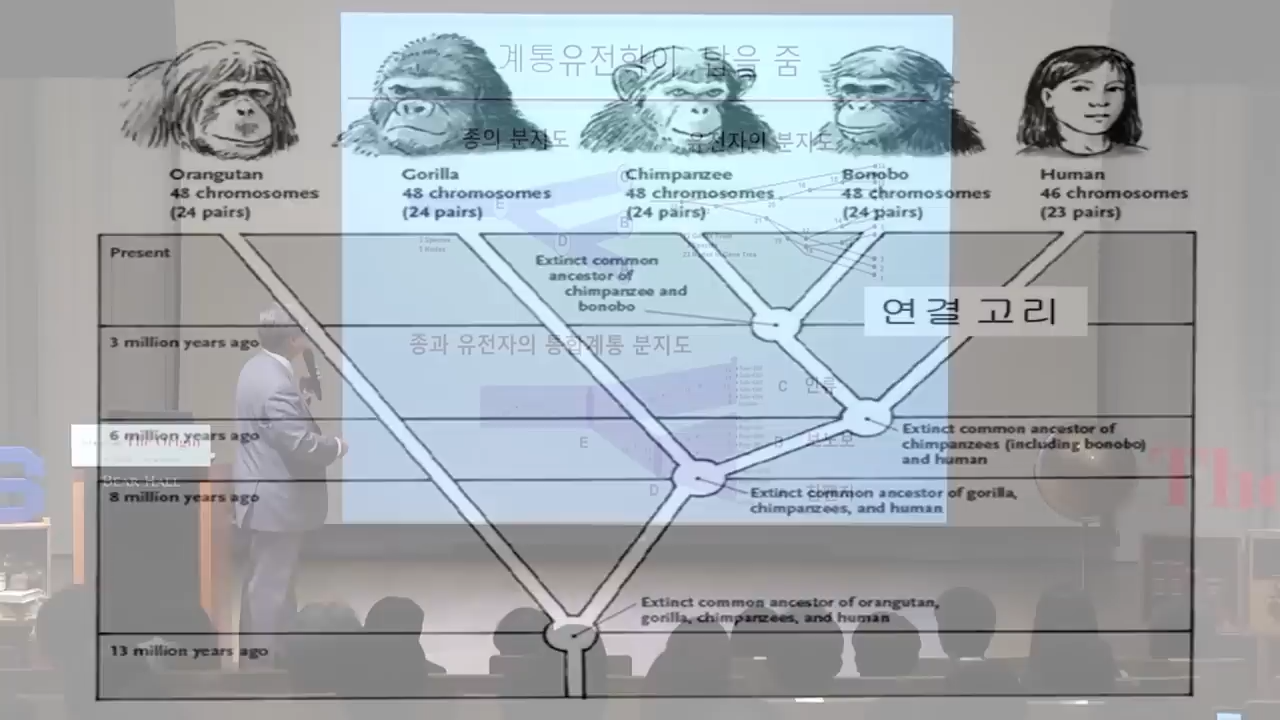 계통유전학이 답을 줌
종의 분지도
유전자의 분지도
Orangutan
48 chromosomes
(24 pairs)
Gorilla
48 chromosomes
(24 pairs)
Chimpanzee
48 chromosomes
(24 pairs)
Bonobo
48 chromosomes
(24 pairs)
Human
46 chromosomes
(23 pairs)
Present
Extinct common
ancestor of
chimpanzee and
bonobo
연결 고리
3 million years ago
종과 유전자의 통합계통 분지도
C 인류
6 million years ago
E
Extinct common ancestor of
chimpanzees (including bonobo)
and human
BEAR HALL
8 million years ago
D
Extinct common ancestor of gorilla,
chimpanzees, and human
Extinct common ancestor of orangutan,
gorilla, chimpanzees, and human
13 million years ago